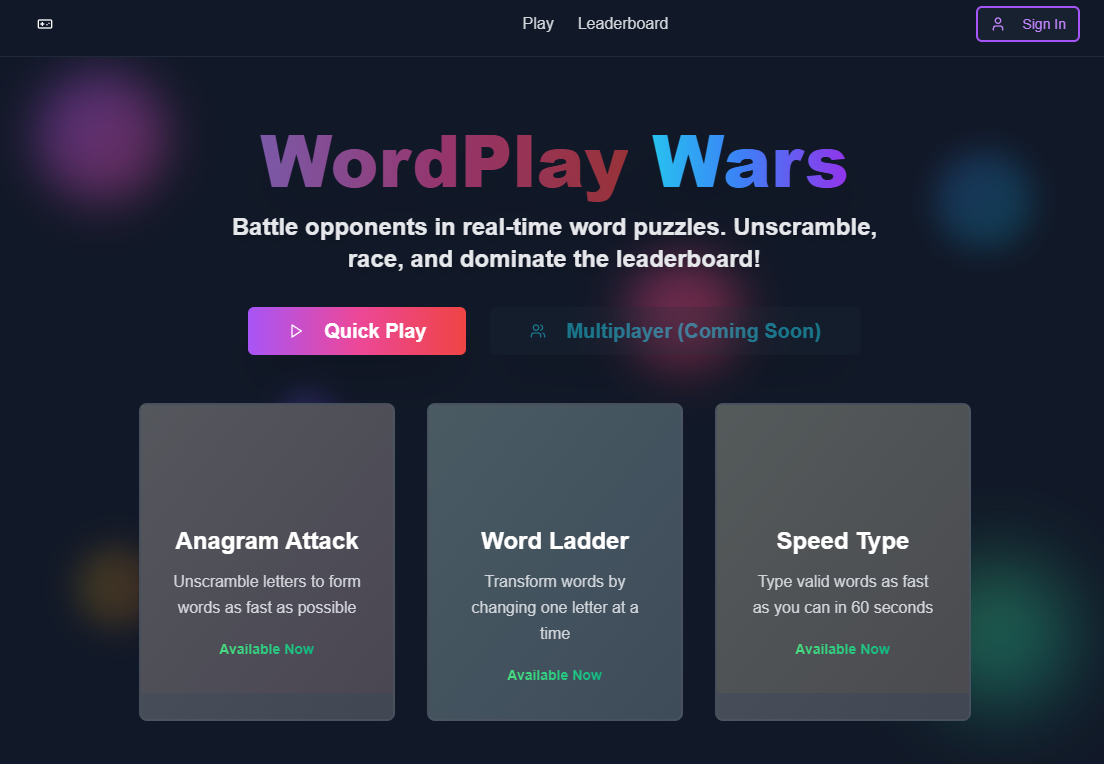 Play Leaderboard Sign In
WordPlay Wars
Battle opponents in real-time word puzzles. Unscramble,
race, and dominate the leaderboard!
Quick Play Multiplayer (Coming Soon)
Anagram Attack
Unscramble letters to form
words as fast as possible
Available Now
Word Ladder
Transform words by
changing one letter at a
time
Available Now
Speed Type
Type valid words as fast
as you can in 60 seconds
Available Now